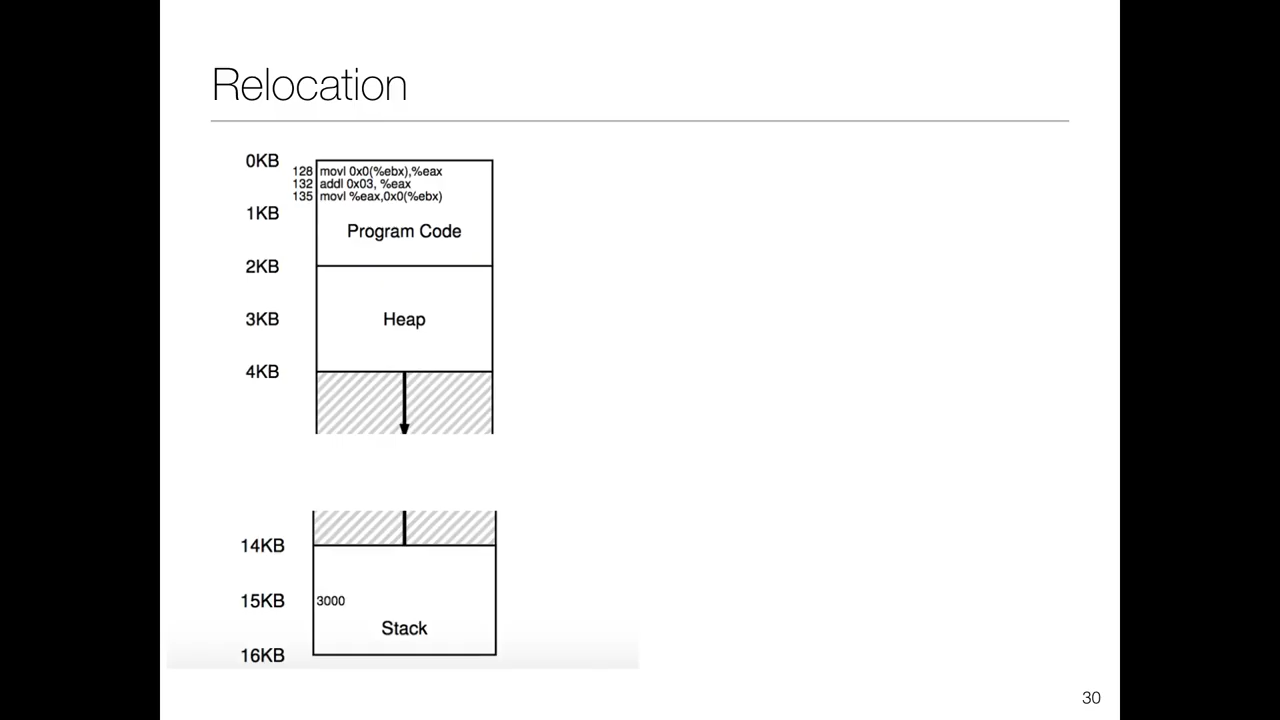 Relocation
0KB
128 movl 0x0(%ebx),%eax
132 addl 0x03, %eax
135 movl %eax,0x0(%ebx)
1KB
Program Code
2KB
3KB Heap
4KB
14KB
15KB 3000
Stack
16KB
30